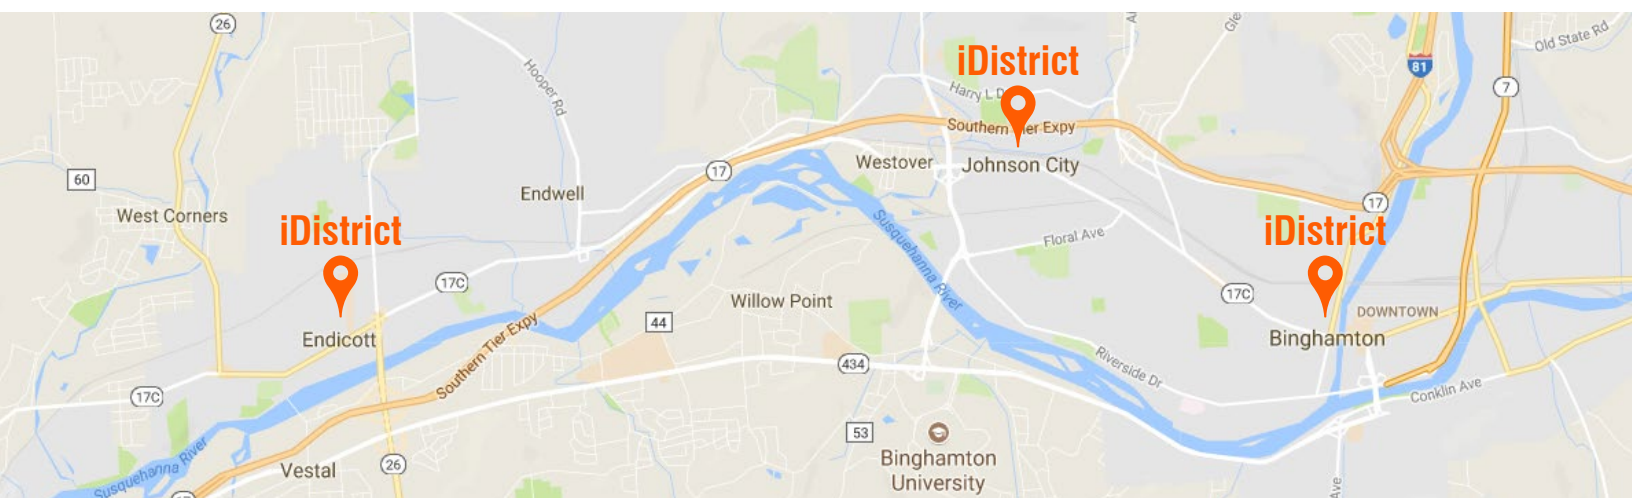 26
Hooper Rd
iDistrict
Harry L D
Southern Tier Expy
81
7
Old State Rd
60
17
Westover
Johnson City
Endwell
West Corners
iDistrict
17
iDistrict
Floral Ave
Susquehanna River
17C
17C
Willow Point
44
DOWNTOWN
Endicott
Southern Tier Expy
Binghamton
434
Riverside Dr
17C
Conklin Ave
53
Binghamton
University
Vestal
26
Susquehanna River
Ave